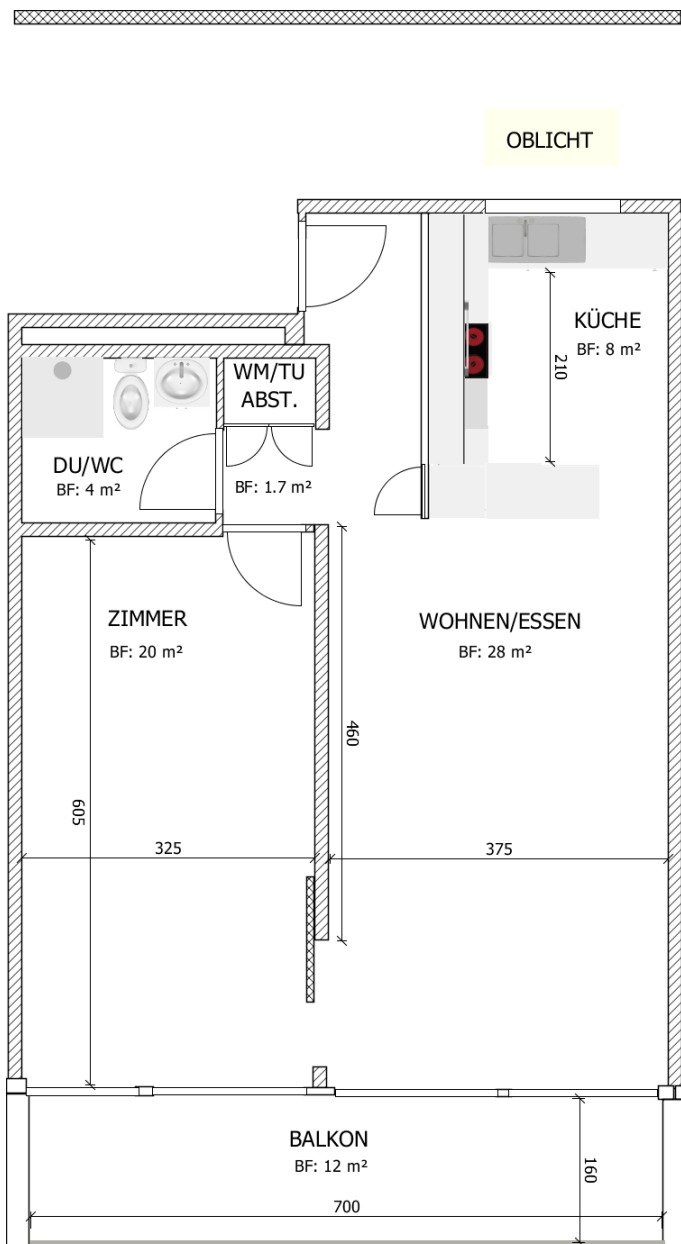 OBLICHT
KÜCHE
BF: 8 m²
210
WM/TU
ABST.
DU/WC
BF: 4 m²
BF: 1.7 m²
ZIMMER
BF: 20 m²
WOHNEN/ESSEN
BF: 28 m²
460
605
325
375
BALKON
BF: 12 m²
160
700